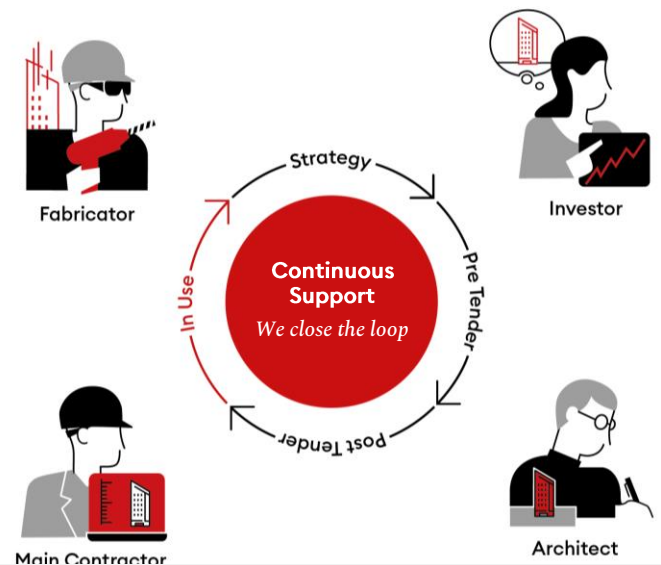 Strategy
Fabricator
Investor
Continuous
Support
We close the loop
In Use
Pre Tender
Post Tender
Main Contractor
Architect